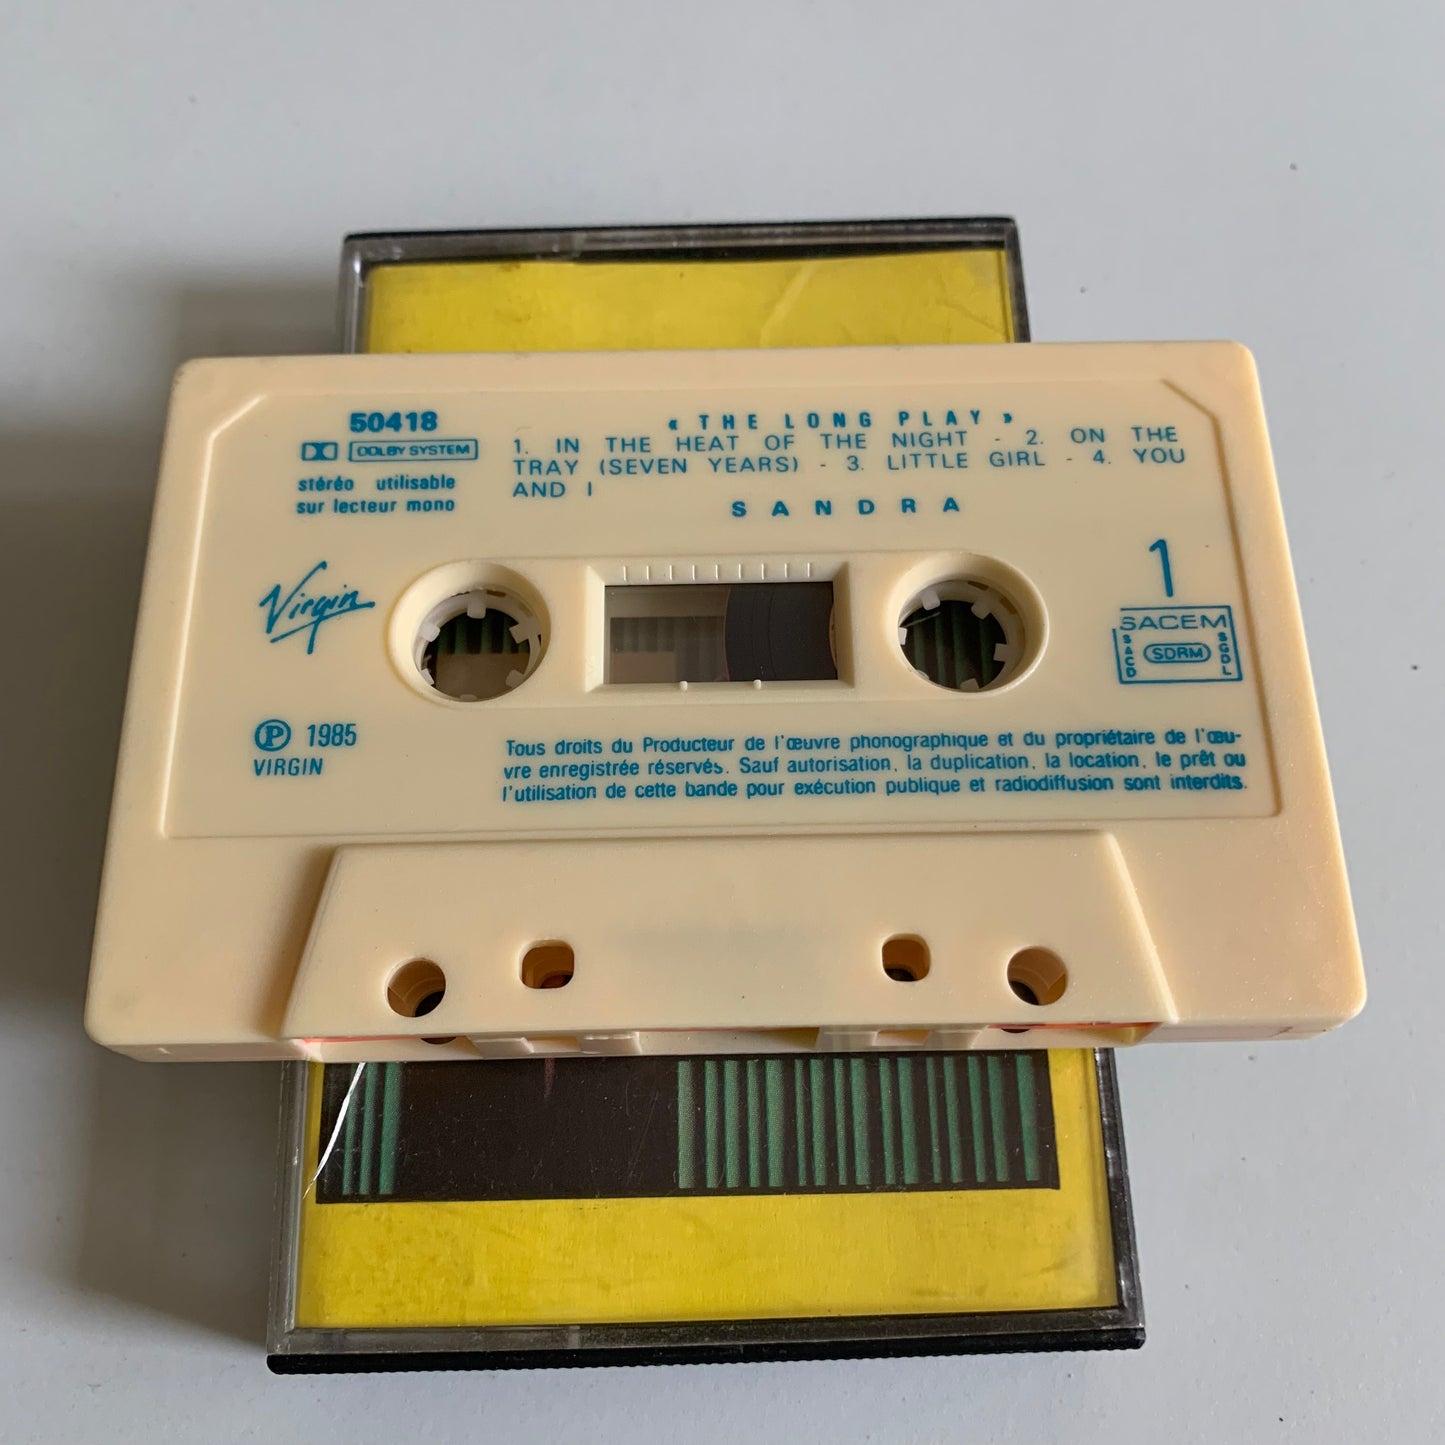 50418
DOLBY SYSTEM
stéréo utilisable
sur lecteur mono
« THE LONG PLAY »
1. IN THE HEAT OF THE NIGHT - 2. ON THE
TRAY (SEVEN YEARS) - 3. LITTLE GIRL - 4. YOU
AND I
SANDRA
Virgin
1
SACEM
SACD
SDRM
SGDL
Ⓟ 1985
VIRGIN
Tous droits du Producteur de l'œuvre phonographique et du propriétaire de l'œu-
vre enregistrée réservés. Sauf autorisation, la duplication, la location, le prêt ou
l'utilisation de cette bande pour exécution publique et radiodiffusion sont interdits.